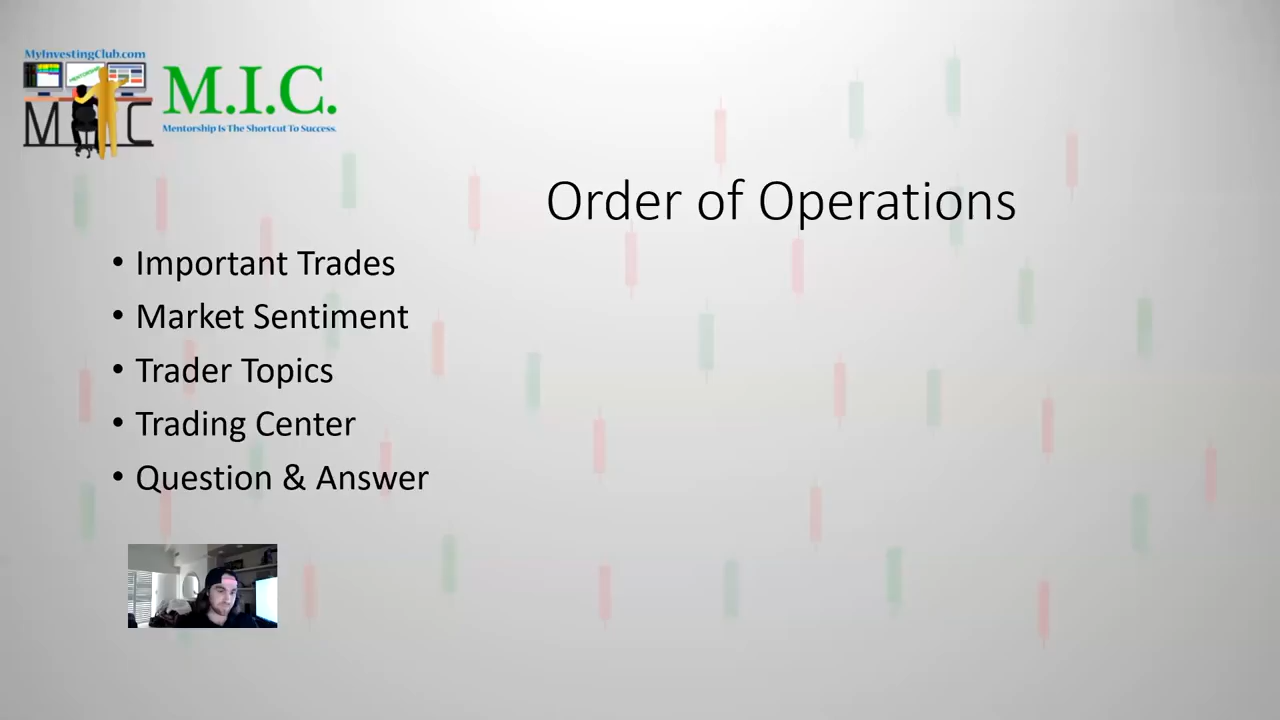 MyInvestingClub.com
M.I.C.
Mentorship Is The Shortcut To Success.
MIC
Order of Operations
• Important Trades
• Market Sentiment
• Trader Topics
• Trading Center
• Question & Answer